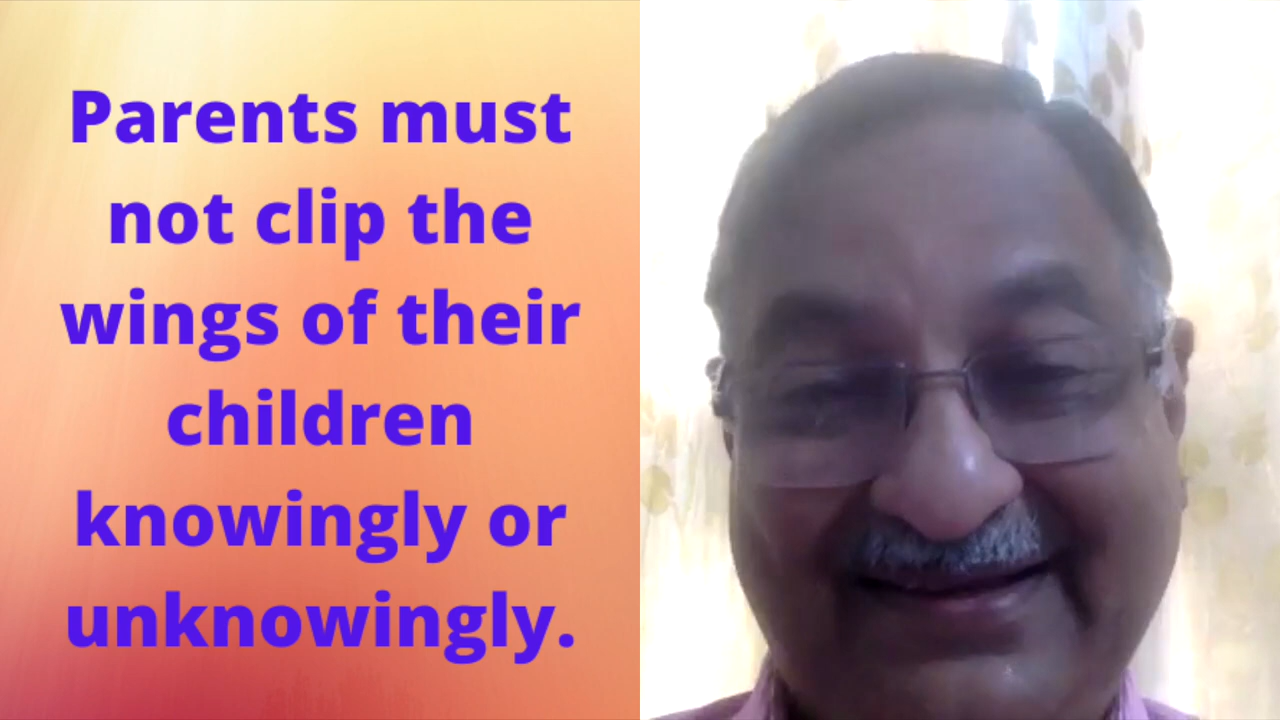 Parents must
not clip the
wings of their
children
knowingly or
unknowingly.